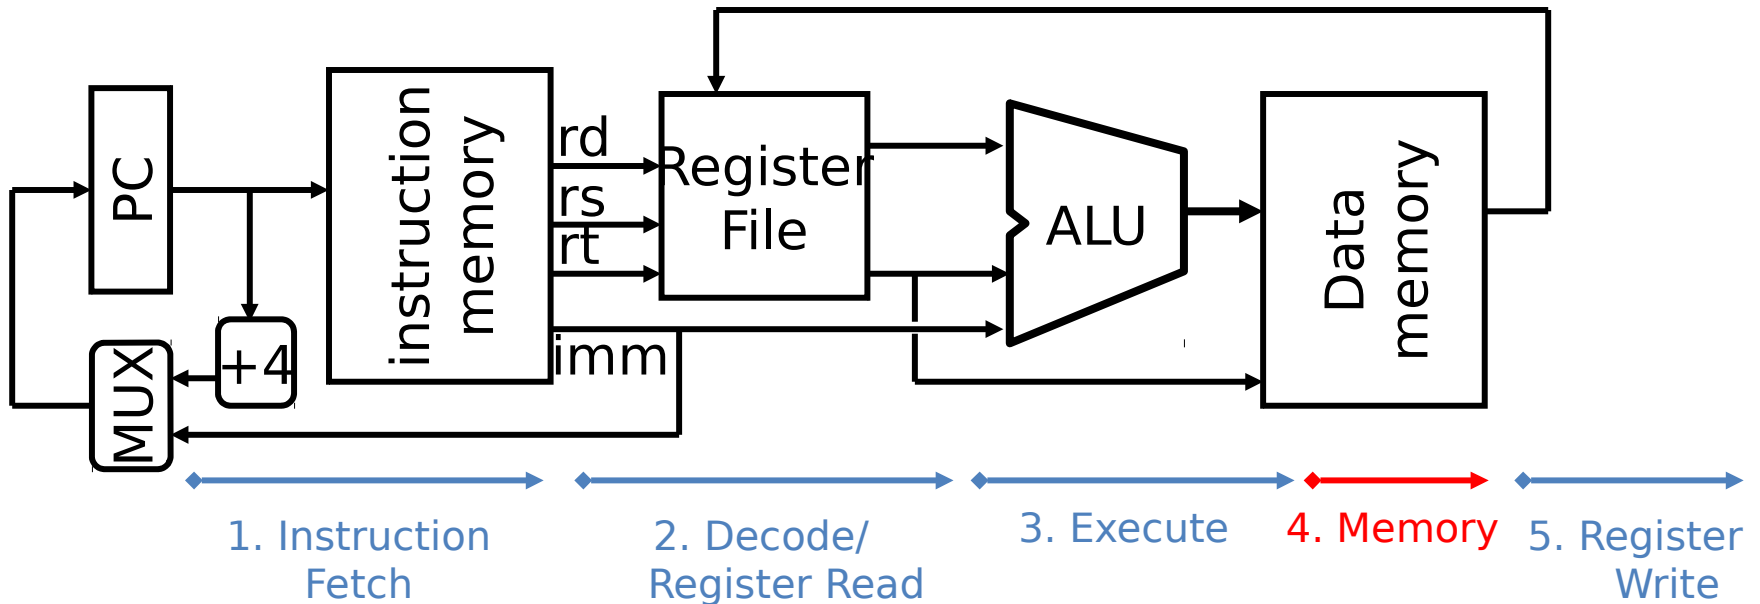 PC
instruction
memory
rd
rs
rt
imm
Register
File
ALU
Data
memory
+4
MUX
1. Instruction
Fetch
2. Decode/
Register Read
3. Execute
4. Memory
5. Register
Write